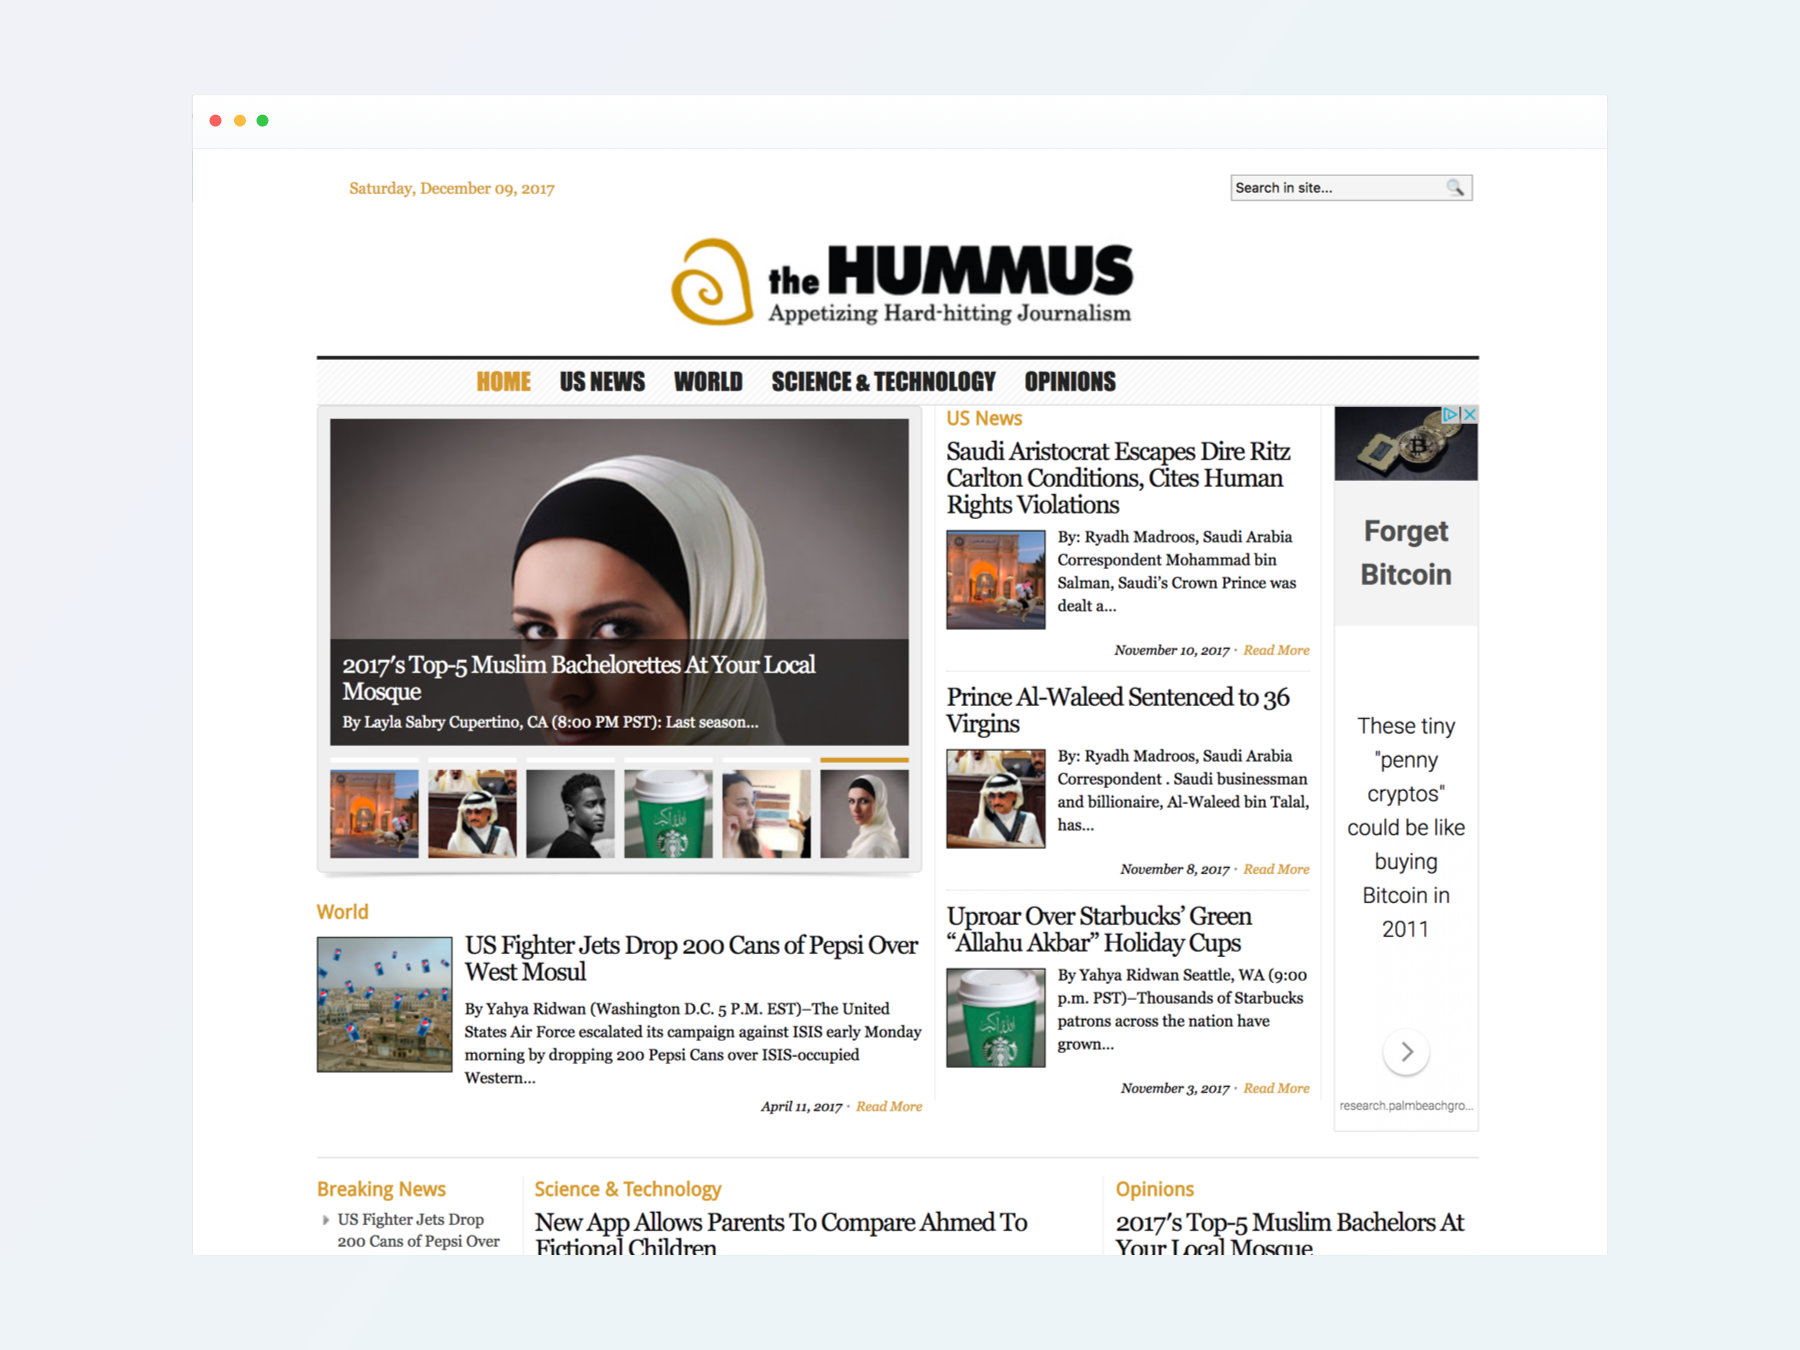 Saturday, December 09, 2017
Search in site...
the HUMMUS
Appetizing Hard-hitting Journalism
HOME US NEWS WORLD SCIENCE & TECHNOLOGY OPINIONS
2017's Top-5 Muslim Bachelorettes At Your Local
Mosque
By Layla Sabry Cupertino, CA (8:00 PM PST): Last season...
World
US Fighter Jets Drop 200 Cans of Pepsi Over
West Mosul
By Yahya Ridwan (Washington D.C. 5 P.M. EST)–The United
States Air Force escalated its campaign against ISIS early Monday
morning by dropping 200 Pepsi Cans over ISIS-occupied
Western...
April 11, 2017 · Read More
US News
Saudi Aristocrat Escapes Dire Ritz
Carlton Conditions, Cites Human
Rights Violations
By: Ryadh Madroos, Saudi Arabia
Correspondent Mohammad bin
Salman, Saudi’s Crown Prince was
dealt a...
November 10, 2017 · Read More
Prince Al-Waleed Sentenced to 36
Virgins
By: Ryadh Madroos, Saudi Arabia
Correspondent . Saudi businessman
and billionaire, Al-Waleed bin Talal,
has...
November 8, 2017 · Read More
Uproar Over Starbucks’ Green
“Allahu Akbar” Holiday Cups
By Yahya Ridwan Seattle, WA (9:00
p.m. PST)–Thousands of Starbucks
patrons across the nation have
grown...
November 3, 2017 · Read More
Forget
Bitcoin
These tiny
"penny
cryptos"
could be like
buying
Bitcoin in
2011
research.palmbeachgro...
Breaking News
US Fighter Jets Drop
200 Cans of Pepsi Over
Science & Technology
New App Allows Parents To Compare Ahmed To
Fictional Children
Opinions
2017's Top-5 Muslim Bachelors At
Your Local Mosque